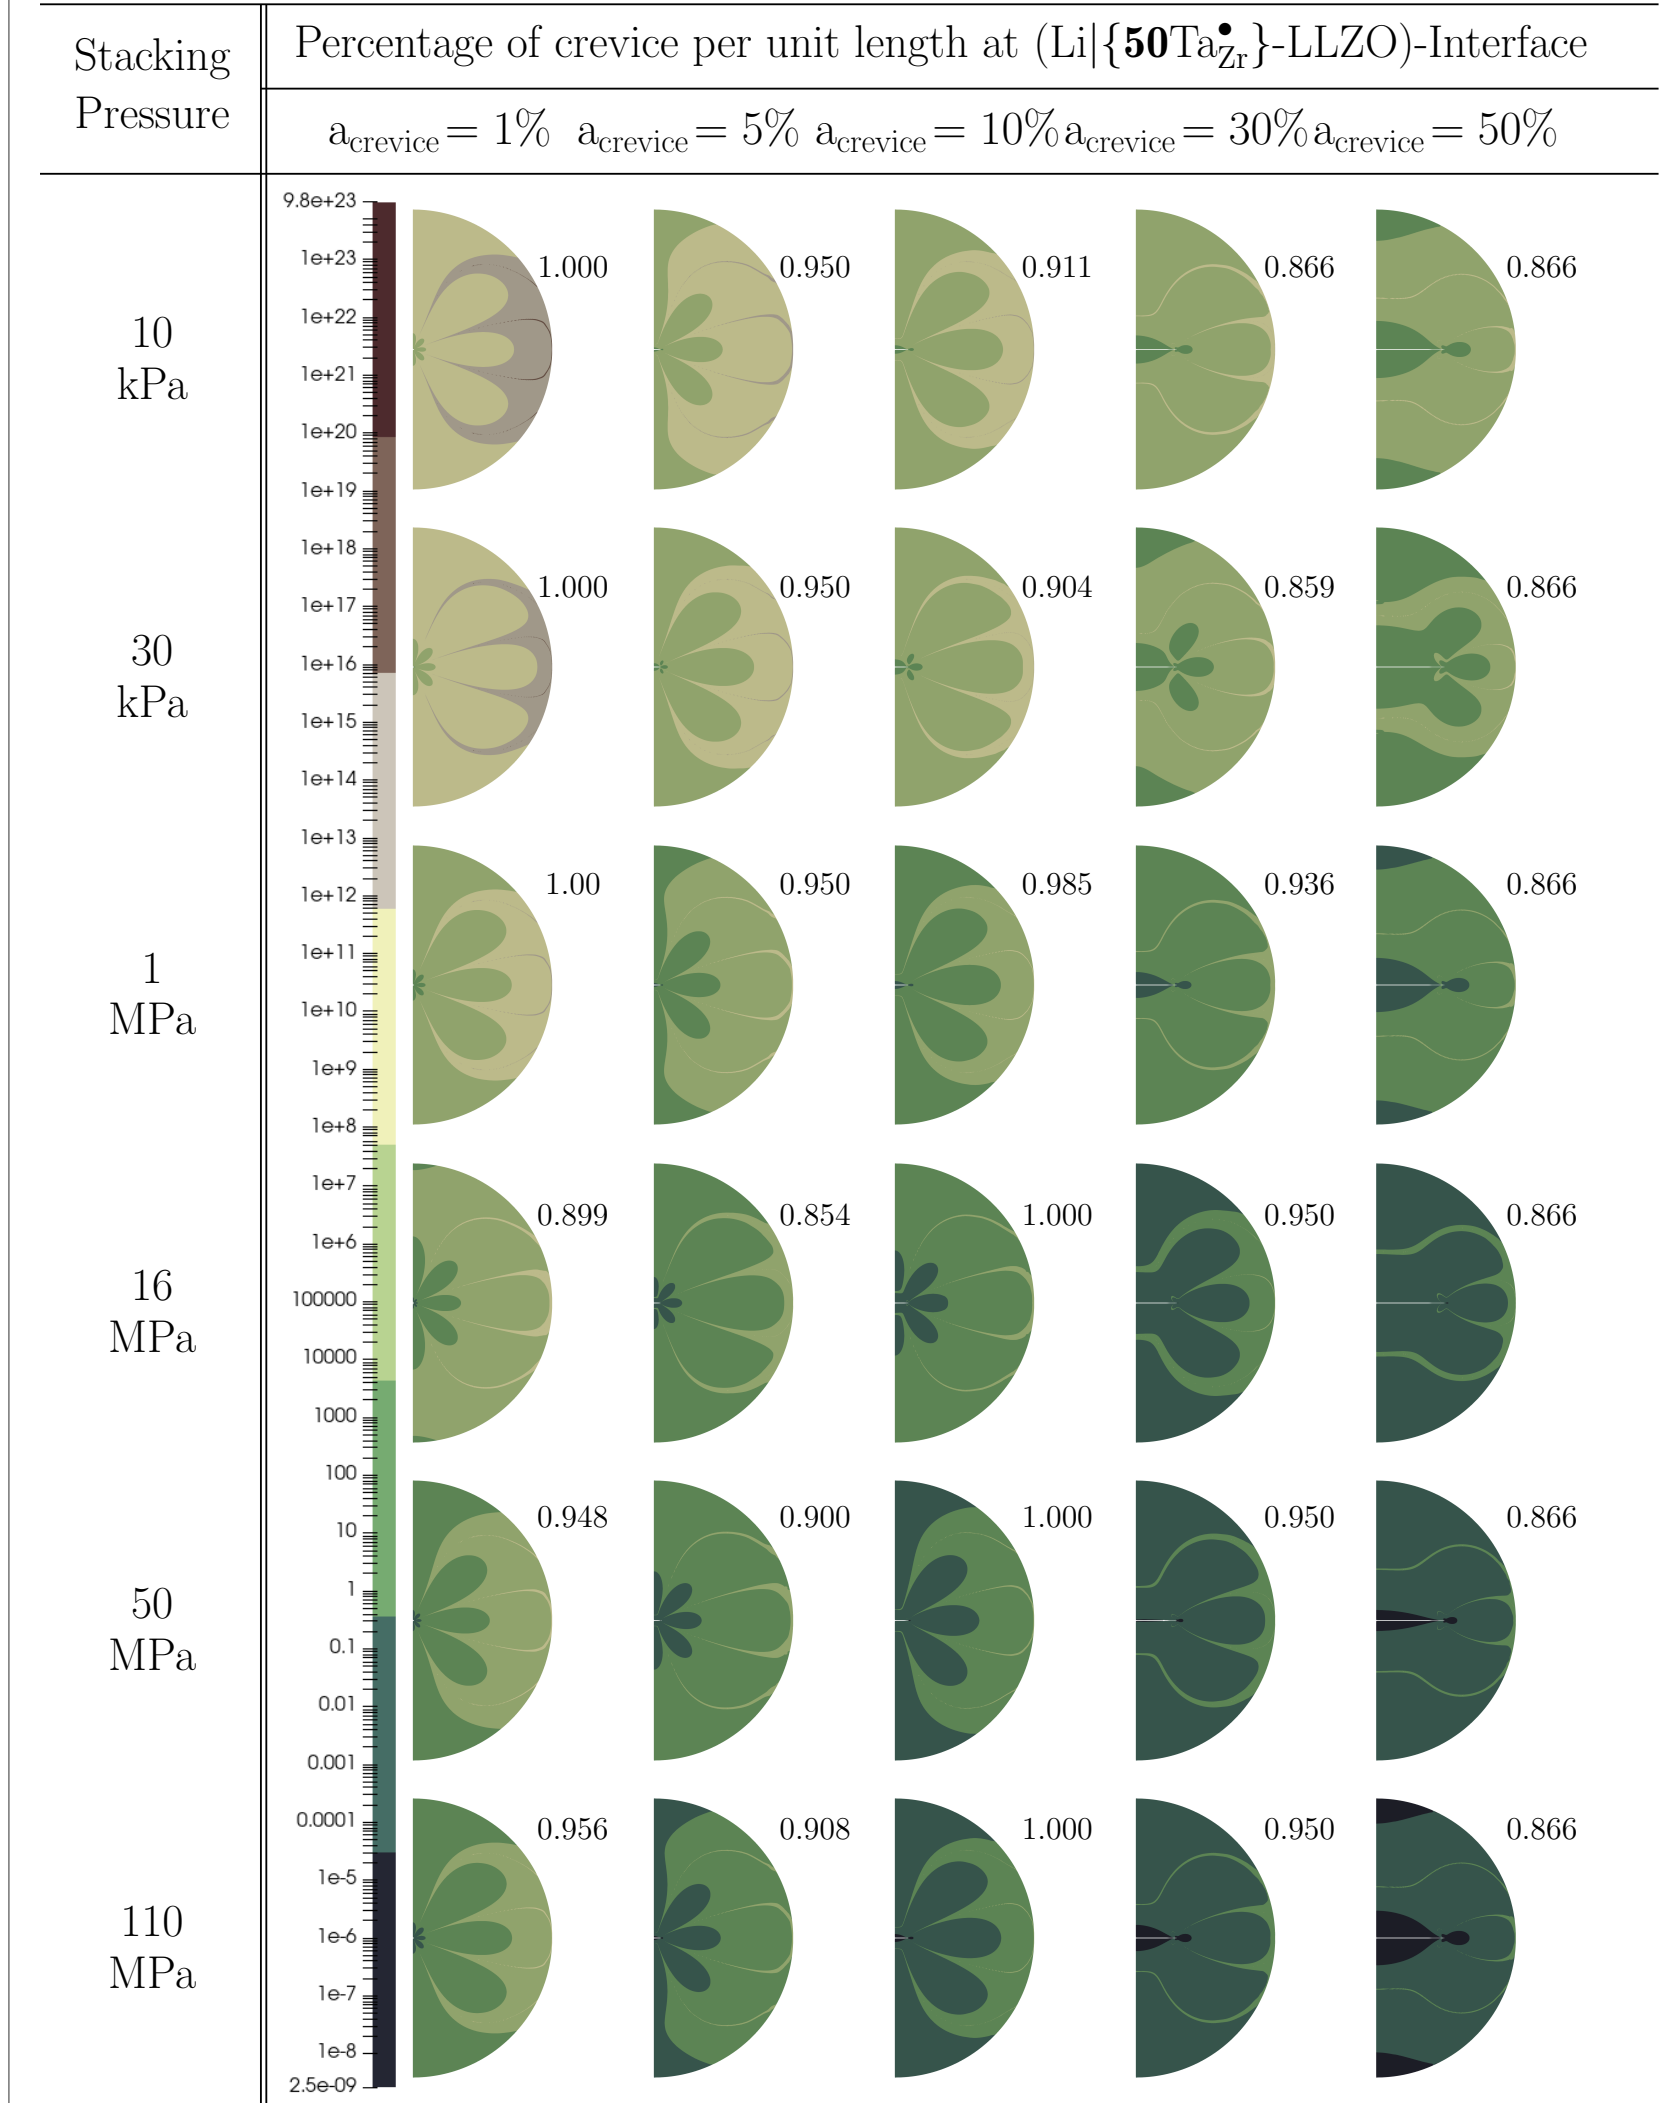 Stacking Pressure
Percentage of crevice per unit length at (Li|{50Ta•Zr}-LLZO)-Interface
acrevice = 1% acrevice = 5% acrevice = 10% acrevice = 30% acrevice = 50%
9.8e+23
1e+23
1e+22
1e+21
1e+20
1e+19
1e+18
1e+17
1e+16
1e+15
1e+14
1e+13
1e+12
1e+11
1e+10
1e+9
1e+8
1e+7
1e+6
100000
10000
1000
100
10
1
0.1
0.01
0.001
0.0001
1e-5
1e-6
1e-7
1e-8
2.5e-09
10 kPa
1.000 0.950 0.911 0.866 0.866
30 kPa
1.000 0.950 0.904 0.859 0.866
1 MPa
1.00 0.950 0.985 0.936 0.866
16 MPa
0.899 0.854 1.000 0.950 0.866
50 MPa
0.948 0.900 1.000 0.950 0.866
110 MPa
0.956 0.908 1.000 0.950 0.866